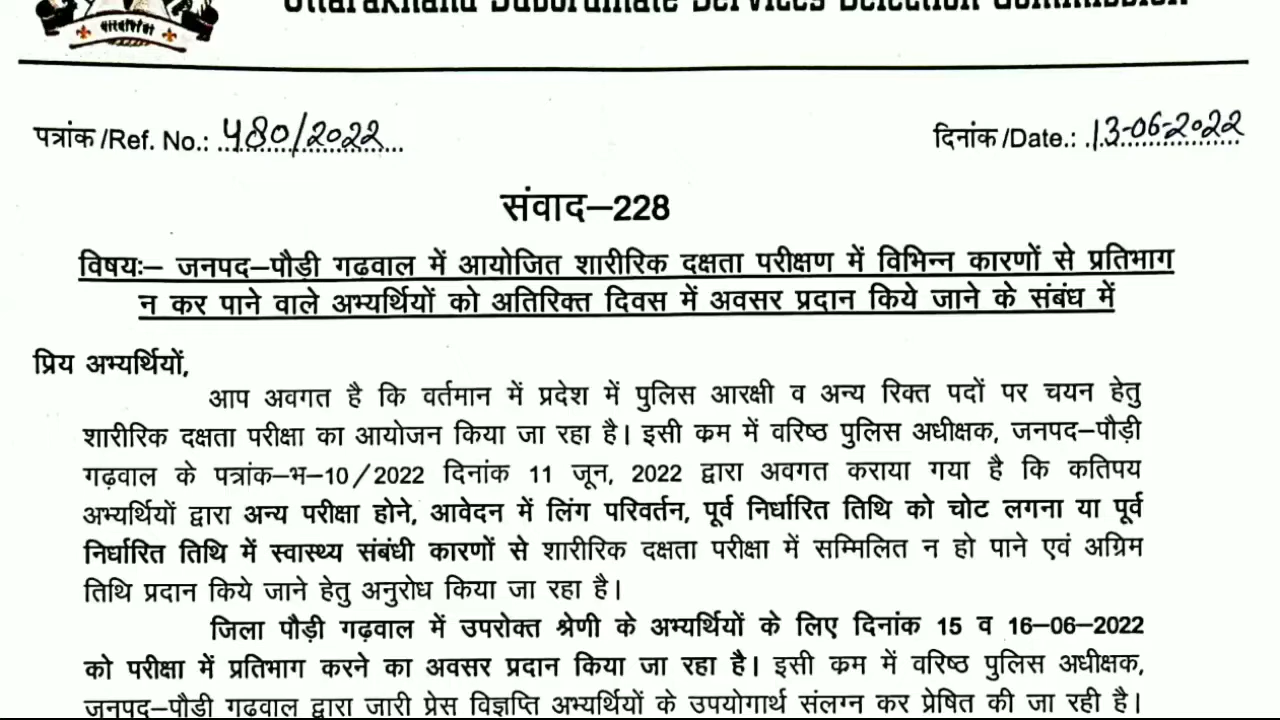 Uttarakhand Subordinate Services Selection Commission
पत्रांक /Ref. No.: 480/2022
दिनांक /Date.: 13-06-2022
संवाद–228
विषयः– जनपद–पौड़ी गढ़वाल में आयोजित शारीरिक दक्षता परीक्षण में विभिन्न कारणों से प्रतिभाग
न कर पाने वाले अभ्यर्थियों को अतिरिक्त दिवस में अवसर प्रदान किये जाने के संबंध में
प्रिय अभ्यर्थियों,
आप अवगत है कि वर्तमान में प्रदेश में पुलिस आरक्षी व अन्य रिक्त पदों पर चयन हेतु
शारीरिक दक्षता परीक्षा का आयोजन किया जा रहा है। इसी क्रम में वरिष्ठ पुलिस अधीक्षक, जनपद–पौड़ी
गढ़वाल के पत्रांक–भ–10/2022 दिनांक 11 जून, 2022 द्वारा अवगत कराया गया है कि कतिपय
अभ्यर्थियों द्वारा अन्य परीक्षा होने, आवेदन में लिंग परिवर्तन, पूर्व निर्धारित तिथि को चोट लगना या पूर्व
निर्धारित तिथि में स्वास्थ्य संबंधी कारणों से शारीरिक दक्षता परीक्षा में सम्मिलित न हो पाने एवं अग्रिम
तिथि प्रदान किये जाने हेतु अनुरोध किया जा रहा है।
जिला पौड़ी गढ़वाल में उपरोक्त श्रेणी के अभ्यर्थियों के लिए दिनांक 15 व 16–06–2022
को परीक्षा में प्रतिभाग करने का अवसर प्रदान किया जा रहा है। इसी क्रम में वरिष्ठ पुलिस अधीक्षक,
जनपद–पौड़ी गढ़वाल द्वारा जारी प्रेस विज्ञप्ति अभ्यर्थियों के उपयोगार्थ संलग्न कर प्रेषित की जा रही है।